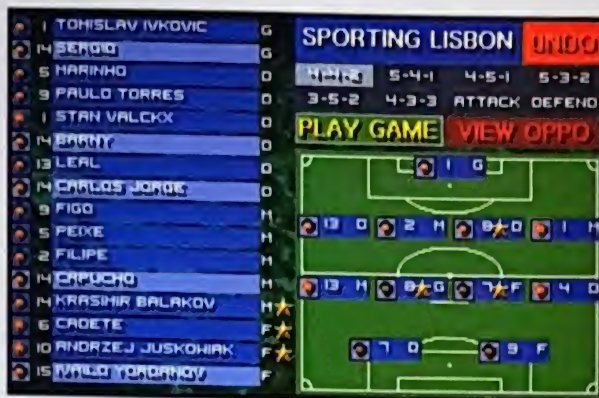 1 TOMISLAV IVKOVIC G
14 SERGIO G
5 MARINHO D
9 PAULO TORRES D
1 STAN VALCKX D
14 BARNY D
13 LEAL D
14 CARLOS JORGE D
9 FIGO M
5 PEIXE M
2 FILIPE M
14 CAPUCHO M
14 KRASIMIR BALAKOV M
6 CADETE F
10 ANDRZEJ JUSKOWIAK F
15 IVAILO YORDANOV F
SPORTING LISBON UNDO
4-4-2 5-4-1 4-5-1 5-3-2
3-5-2 4-3-3 ATTACK DEFEND
PLAY GAME VIEW OPPO
1 G
13 D 2 M 8 D 1 M
13 M 8 G 7 F 4 D
7 D 9 F